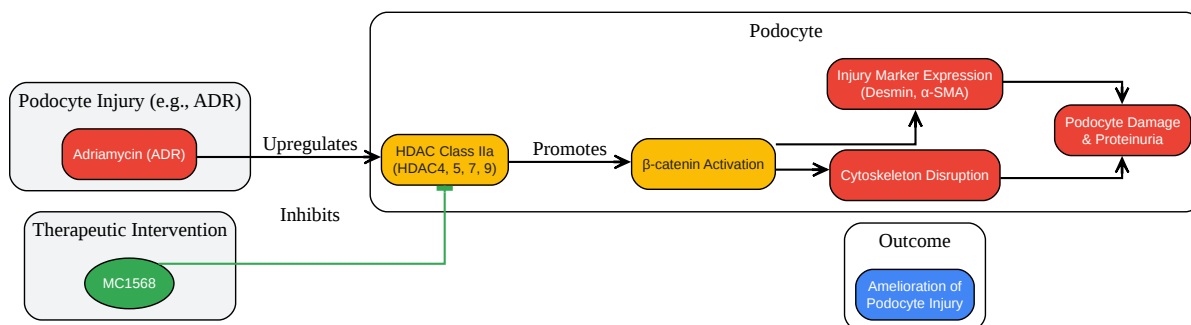 Podocyte
Podocyte Injury (e.g., ADR)
Adriamycin (ADR)
Upregulates
HDAC Class IIa
(HDAC4, 5, 7, 9)
Promotes
β-catenin Activation
Injury Marker Expression
(Desmin, α-SMA)
Cytoskeleton Disruption
Podocyte Damage
& Proteinuria
Therapeutic Intervention
MC1568
Inhibits
Outcome
Amelioration of
Podocyte Injury